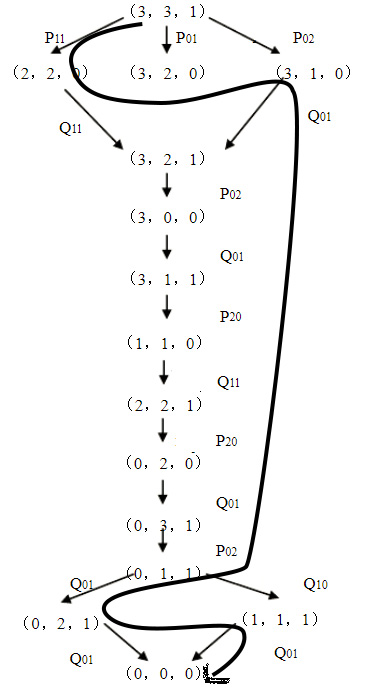 (3, 3, 1)
P11 P01 P02
(2, 2, 0) (3, 2, 0) (3, 1, 0)
Q11 Q01
(3, 2, 1)
P02
(3, 0, 0)
Q01
(3, 1, 1)
P20
(1, 1, 0)
Q11
(2, 2, 1)
P20
(0, 2, 0)
Q01
(0, 3, 1)
P02
(0, 1, 1)
Q01 Q10
(0, 2, 1) (1, 1, 1)
Q01 Q01
(0, 0, 0)